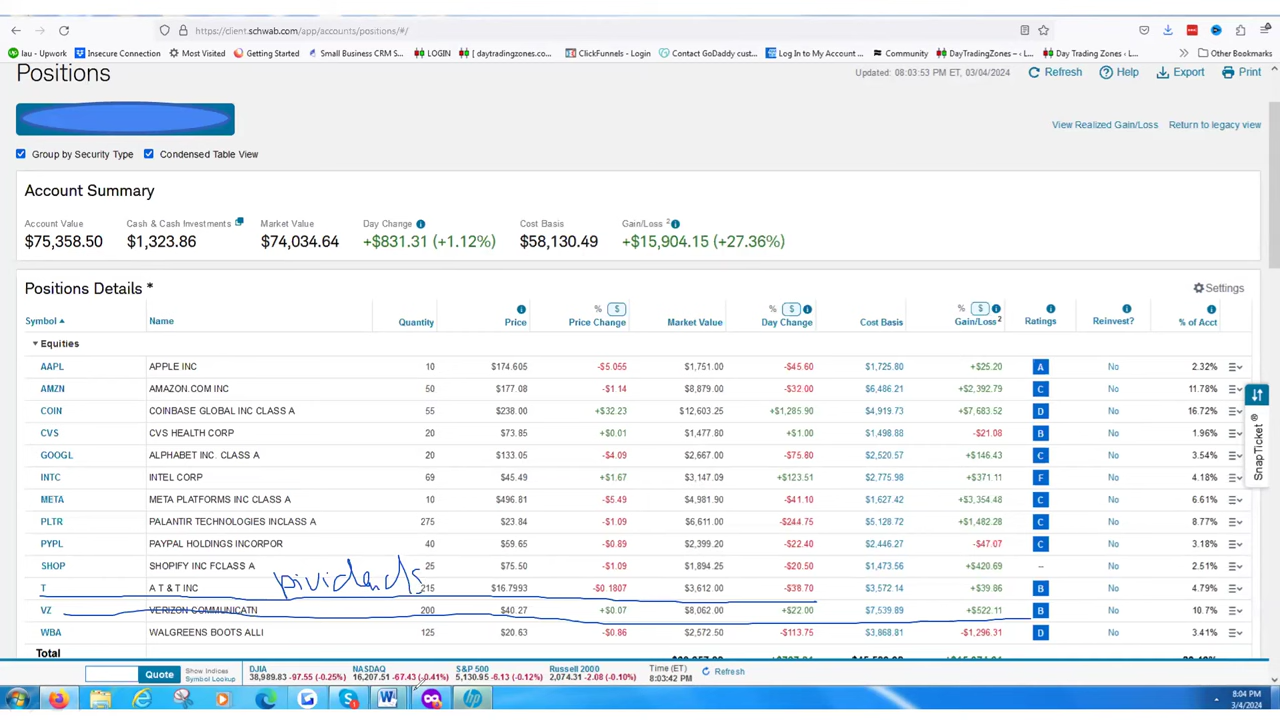 https://client.schwab.com/app/accounts/positions/#/
lau - Upwork Insecure Connection Most Visited Getting Started Small Business CRM S... LOGIN [ daytradingzones.co... ClickFunnels - Login Contact GoDaddy cust... Log In to My Account ... Community DayTradingZones – ‹ L... Day Trading Zones ‹ L... Other Bookmarks
Positions
Updated: 08:03:53 PM ET, 03/04/2024 Refresh Help Export Print
View Realized Gain/Loss Return to legacy view
Group by Security Type Condensed Table View
Account Summary
Account Value Cash & Cash Investments Market Value Day Change Cost Basis Gain/Loss 2
$75,358.50 $1,323.86 $74,034.64 +$831.31 (+1.12%) $58,130.49 +$15,904.15 (+27.36%)
Positions Details *
Settings
% $ % $ % $
Symbol Name Quantity Price Price Change Market Value Day Change Cost Basis Gain/Loss2 Ratings Reinvest? % of Acct
Equities
AAPL APPLE INC 10 $174.605 -$5.055 $1,751.00 -$45.60 $1,725.80 +$25.20 A No 2.32%
AMZN AMAZON.COM INC 50 $177.08 -$1.14 $8,879.00 -$32.00 $6,486.21 +$2,392.79 C No 11.78%
COIN COINBASE GLOBAL INC CLASS A 55 $238.00 +$32.23 $12,603.25 +$1,285.90 $4,919.73 +$7,683.52 D No 16.72%
CVS CVS HEALTH CORP 20 $73.85 +$0.01 $1,477.80 +$1.00 $1,498.88 -$21.08 B No 1.96%
GOOGL ALPHABET INC. CLASS A 20 $133.05 -$4.09 $2,667.00 -$75.80 $2,520.57 +$146.43 C No 3.54%
INTC INTEL CORP 69 $45.49 +$1.67 $3,147.09 +$123.51 $2,775.98 +$371.11 F No 4.18%
META META PLATFORMS INC CLASS A 10 $496.81 -$5.49 $4,981.90 -$41.10 $1,627.42 +$3,354.48 C No 6.61%
PLTR PALANTIR TECHNOLOGIES INCLASS A 275 $23.84 -$1.09 $6,611.00 -$244.75 $5,128.72 +$1,482.28 C No 8.77%
PYPL PAYPAL HOLDINGS INCORPOR 40 $59.65 -$0.89 $2,399.20 -$22.40 $2,446.27 -$47.07 C No 3.18%
SHOP SHOPIFY INC FCLASS A 25 $75.50 -$1.09 $1,894.25 -$20.50 $1,473.56 +$420.69 -- No 2.51%
Dividends
T A T & T INC 215 $16.7993 -$0.1807 $3,612.00 -$38.70 $3,572.14 +$39.86 B No 4.79%
VZ VERIZON COMMUNICATN 200 $40.27 +$0.07 $8,062.00 +$22.00 $7,539.89 +$522.11 B No 10.7%
WBA WALGREENS BOOTS ALLI 125 $20.63 -$0.86 $2,572.50 -$113.75 $3,868.81 -$1,296.31 D No 3.41%
Total
SnapTicket ®
Quote Show Indices Symbol Lookup
DJIA NASDAQ S&P 500 Russell 2000 Time (ET) Refresh
38,989.83 -97.55 (-0.25%) 16,207.51 -67.43 (-0.41%) 5,130.95 -6.13 (-0.12%) 2,074.31 -2.08 (-0.10%) 8:03:42 PM
8:04 PM
3/4/2024